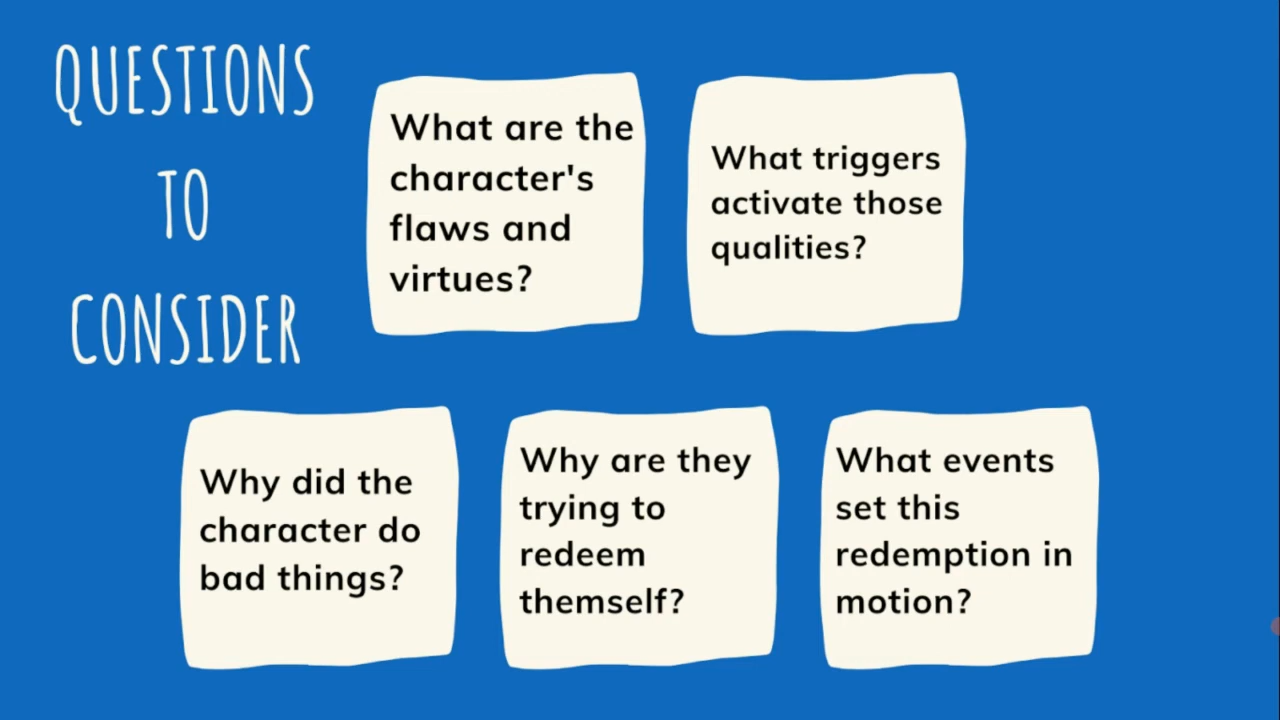 QUESTIONS
TO
CONSIDER
What are the
character's
flaws and
virtues?
What triggers
activate those
qualities?
Why did the
character do
bad things?
Why are they
trying to
redeem
themself?
What events
set this
redemption in
motion?